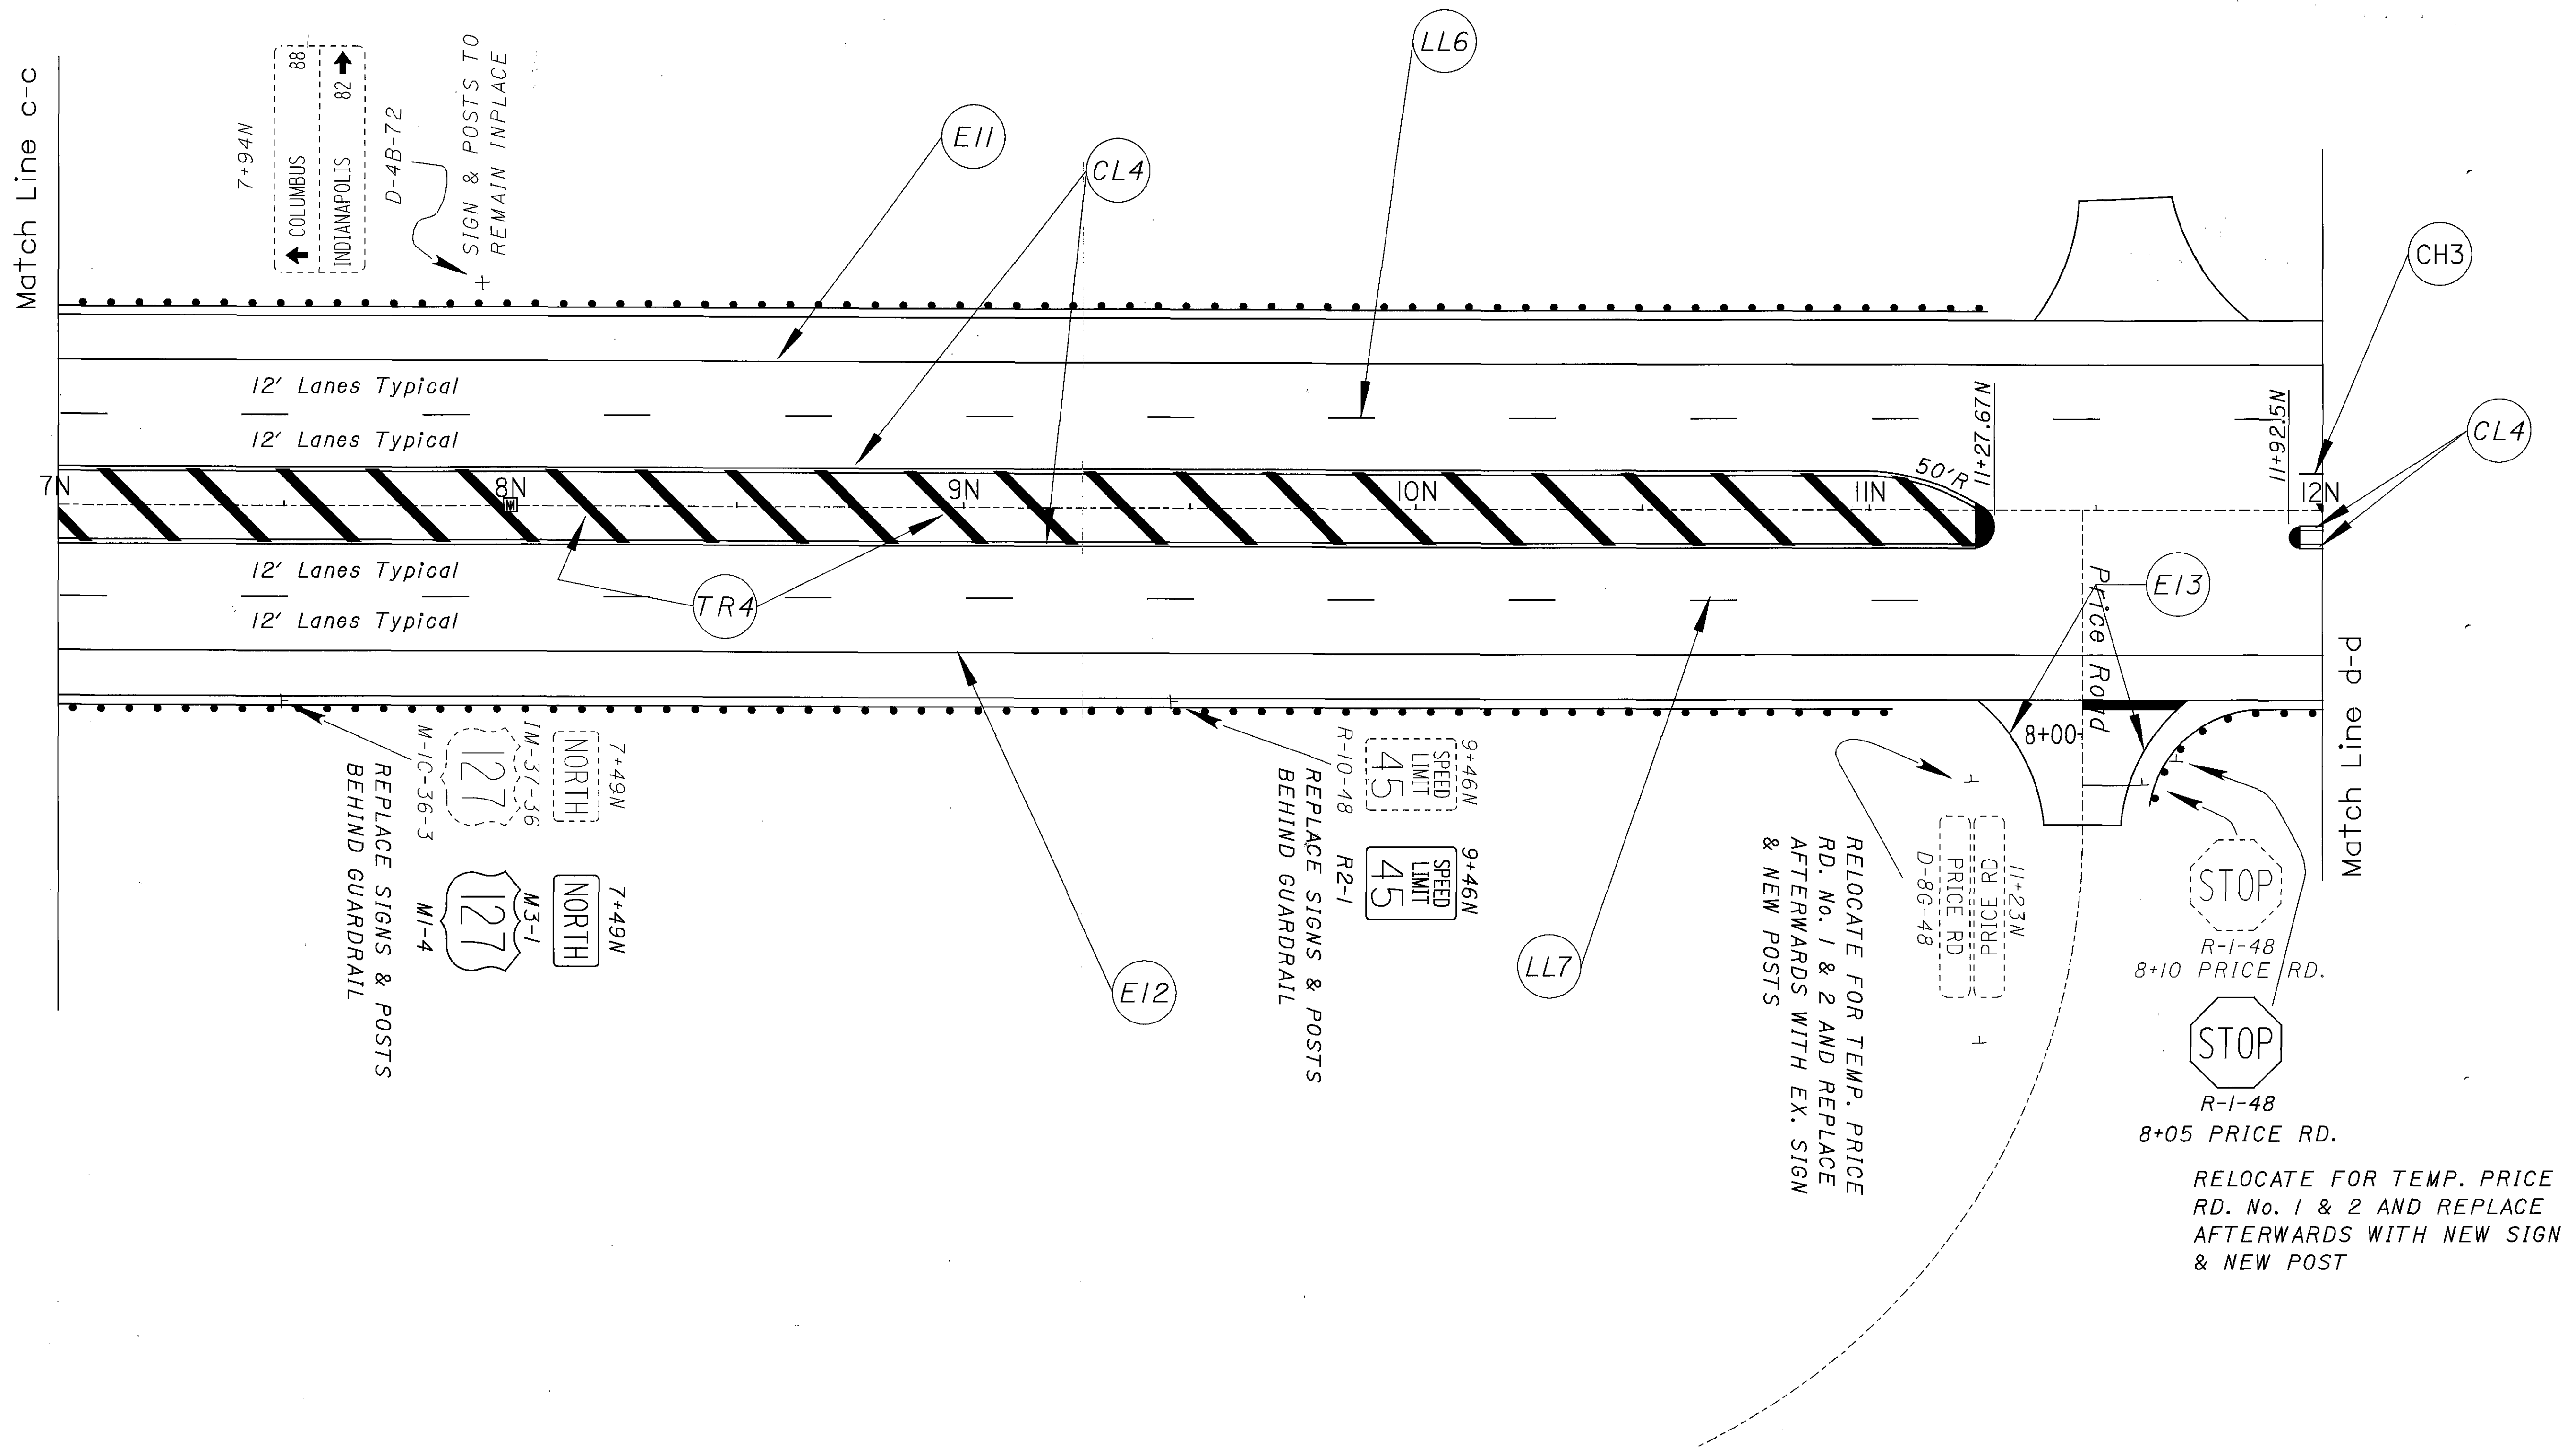 Match Line c-c
7+94N
COLUMBUS 88
INDIANAPOLIS 82
D-4B-72
SIGN & POSTS TO
REMAIN INPLACE
E11
CL4
LL6
CH3
CL4
12' Lanes Typical
12' Lanes Typical
7N
8N
9N
10N
11N
12N
50'R
11+27.67N
11+92.5N
12' Lanes Typical
12' Lanes Typical
TR4
E13
Price Road
8+00
Match Line d-d
7+49N
NORTH
IM-37-36
127
M-1C-36-3
7+49N
NORTH
M3-1
127
M1-4
REPLACE SIGNS & POSTS
BEHIND GUARDRAIL
E12
9+46N
SPEED
LIMIT
45
R-10-48
9+46N
SPEED
LIMIT
45
R2-1
REPLACE SIGNS & POSTS
BEHIND GUARDRAIL
LL7
11+23N
PRICE RD
PRICE RD
D-8G-48
RELOCATE FOR TEMP. PRICE
RD. No. 1 & 2 AND REPLACE
AFTERWARDS WITH EX. SIGN
& NEW POSTS
STOP
R-1-48
8+10 PRICE RD.
STOP
R-1-48
8+05 PRICE RD.
RELOCATE FOR TEMP. PRICE
RD. No. 1 & 2 AND REPLACE
AFTERWARDS WITH NEW SIGN
& NEW POST